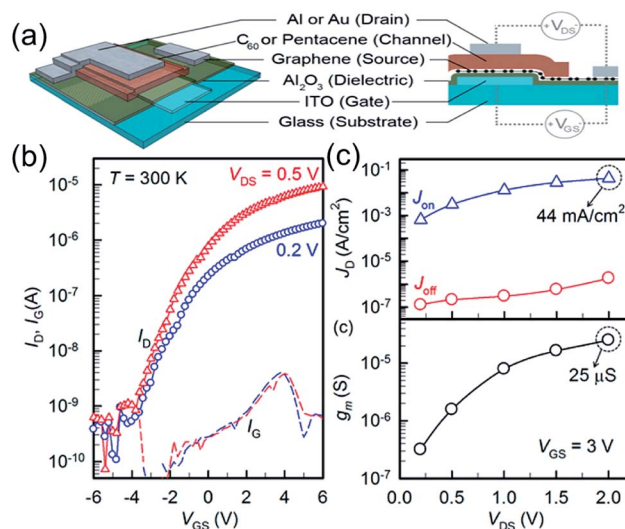 (a)
Al or Au (Drain)
C60 or Pentacene (Channel)
Graphene (Source)
Al2O3 (Dielectric)
ITO (Gate)
Glass (Substrate)
VDS
VGS
(b)
T = 300 K
VDS = 0.5 V
0.2 V
ID
IG
ID, IG(A)
10-5
10-6
10-7
10-8
10-9
10-10
-6 -4 -2 0 2 4 6
VGS (V)
(c)
Jon
44 mA/cm2
Joff
JD (A/cm2)
10-1
10-3
10-5
10-7
(c)
25 μS
VGS = 3 V
gm (S)
10-5
10-6
10-7
0.0 0.5 1.0 1.5 2.0
VDS (V)